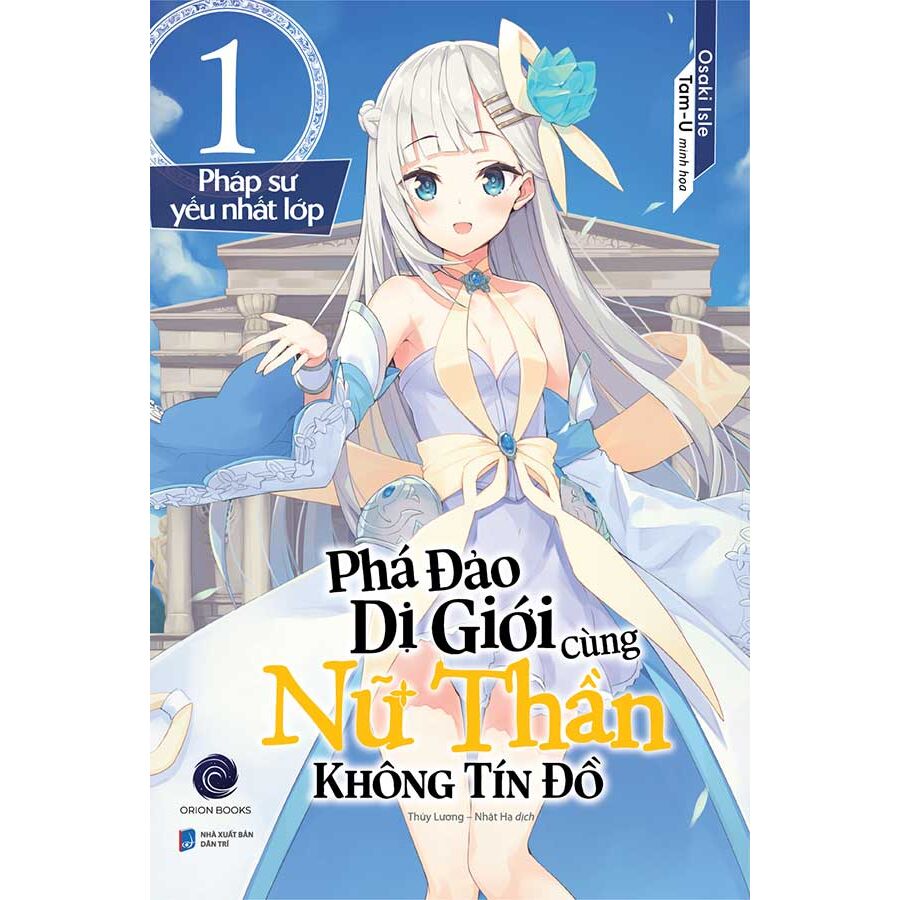 1
Pháp sư
yếu nhất lớp
Osaki Isle
Tam-U minh họa
Phá Đảo
Dị Giới cùng
Nữ Thần
Không Tín Đồ
Thúy Lương – Nhật Hạ dịch
ORION BOOKS
NHÀ XUẤT BẢN
DÂN TRÍ